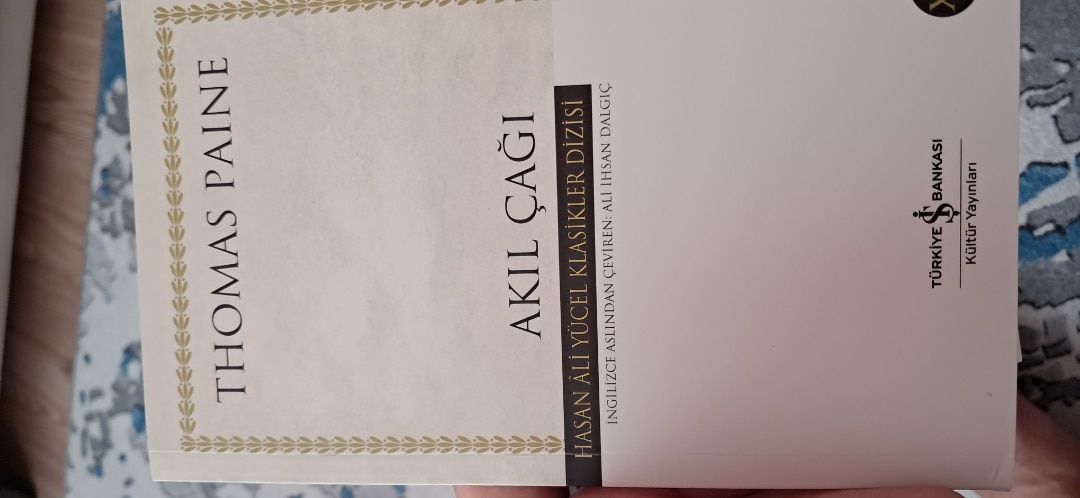 THOMAS PAINE
AKIL ÇAĞI
HASAN ÂLİ YÜCEL KLASİKLER DİZİSİ
İNGİLİZCE ASLINDAN ÇEVİREN: ALİ İHSAN DALGIÇ
TÜRKİYE İŞ BANKASI
Kültür Yayınları